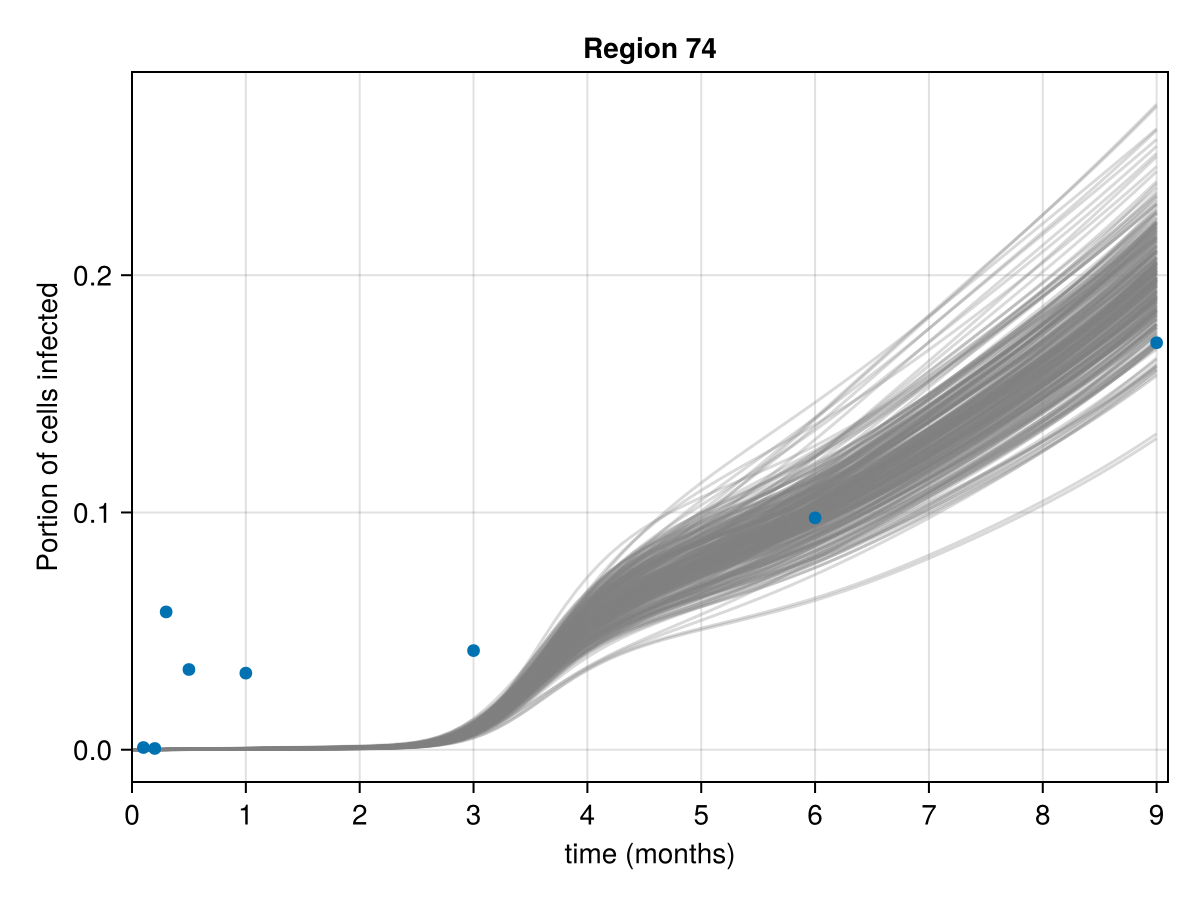 Region 74
Portion of cells infected
0.2
0.1
0.0
0 1 2 3 4 5 6 7 8 9
time (months)